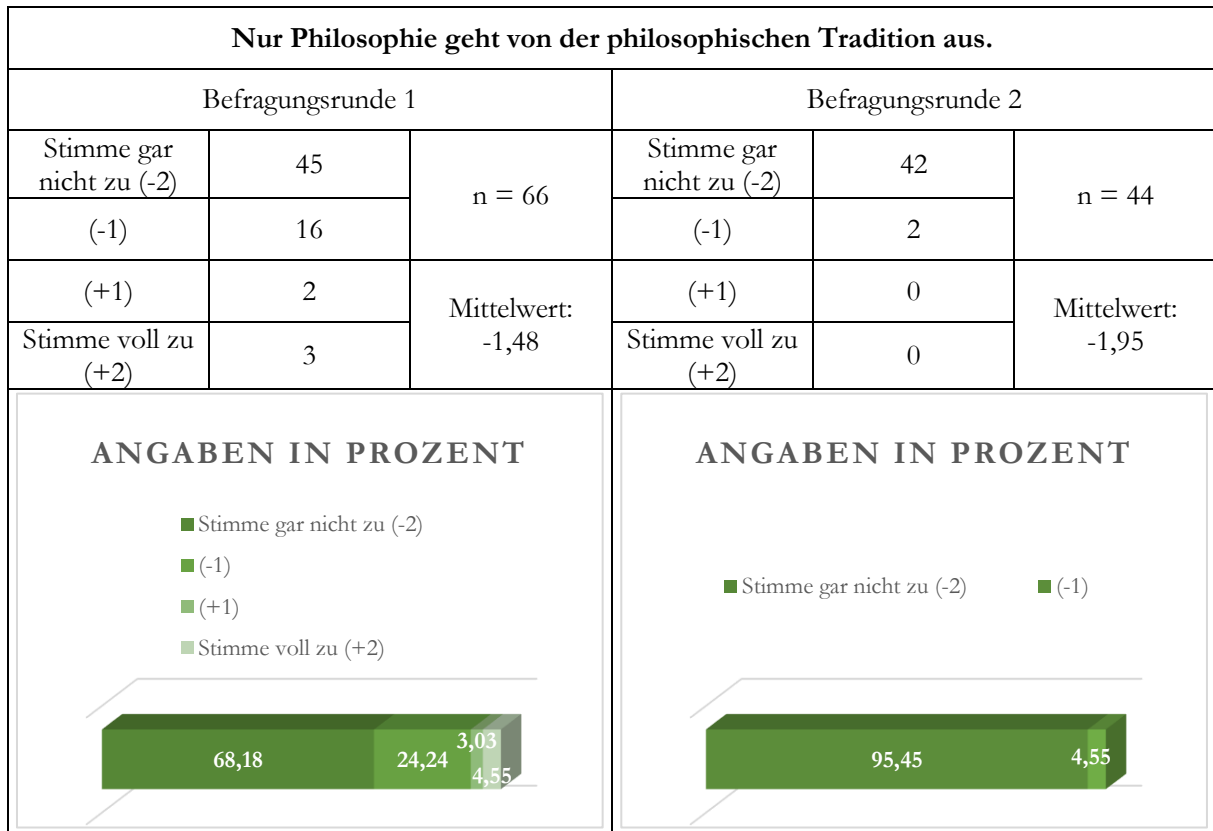 Nur Philosophie geht von der philosophischen Tradition aus.
Befragungsrunde 1
Befragungsrunde 2
Stimme gar
nicht zu (-2)
45
n = 66
(-1)
16
(+1)
2
Mittelwert:
-1,48
Stimme voll zu
(+2)
3
Stimme gar
nicht zu (-2)
42
n = 44
(-1)
2
(+1)
0
Mittelwert:
-1,95
Stimme voll zu
(+2)
0
ANGABEN IN PROZENT
Stimme gar nicht zu (-2)
(-1)
(+1)
Stimme voll zu (+2)
68,18
24,24
3,03
4,55
ANGABEN IN PROZENT
Stimme gar nicht zu (-2)
(-1)
95,45
4,55